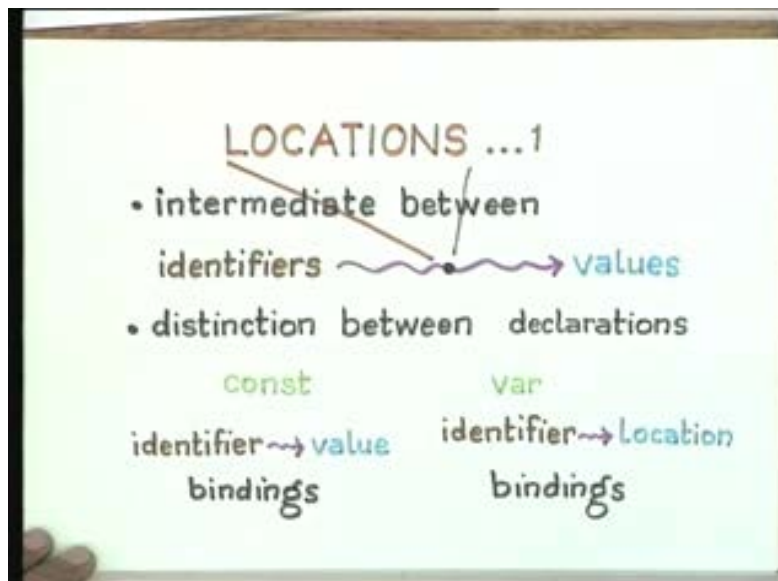 LOCATIONS ...1
• intermediate between
identifiers ⇝ values
• distinction between declarations
const var
identifier ⇝ value identifier ⇝ Location
bindings bindings